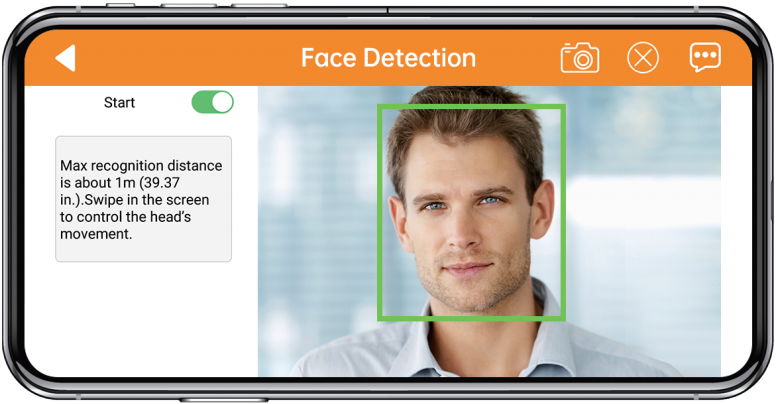 Face Detection
Start
Max recognition distance
is about 1m (39.37
in.).Swipe in the screen
to control the head’s
movement.